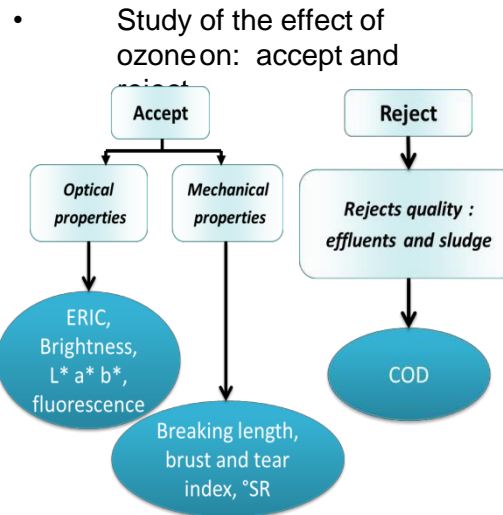 • Study of the effect of
ozone on: accept and
reject
Accept
Reject
Optical
properties
Mechanical
properties
Rejects quality :
effluents and sludge
ERIC,
Brightness,
L* a* b*,
fluorescence
COD
Breaking length,
brust and tear
index, °SR